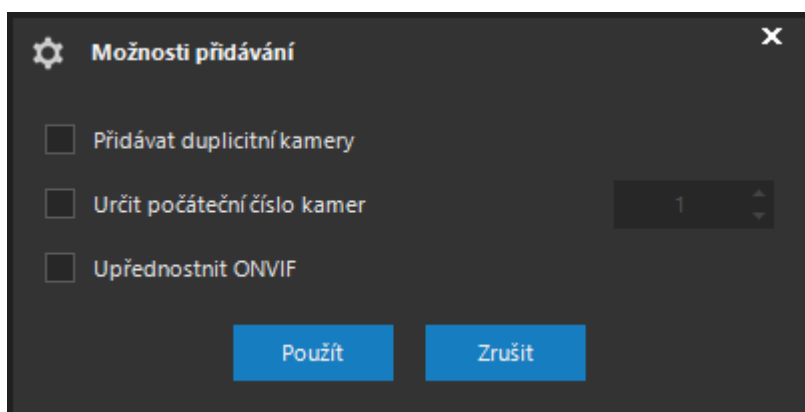 Možnosti přidávání
Přidávat duplicitní kamery
Určit počáteční číslo kamer 1
Upřednostnit ONVIF
Použít Zrušit